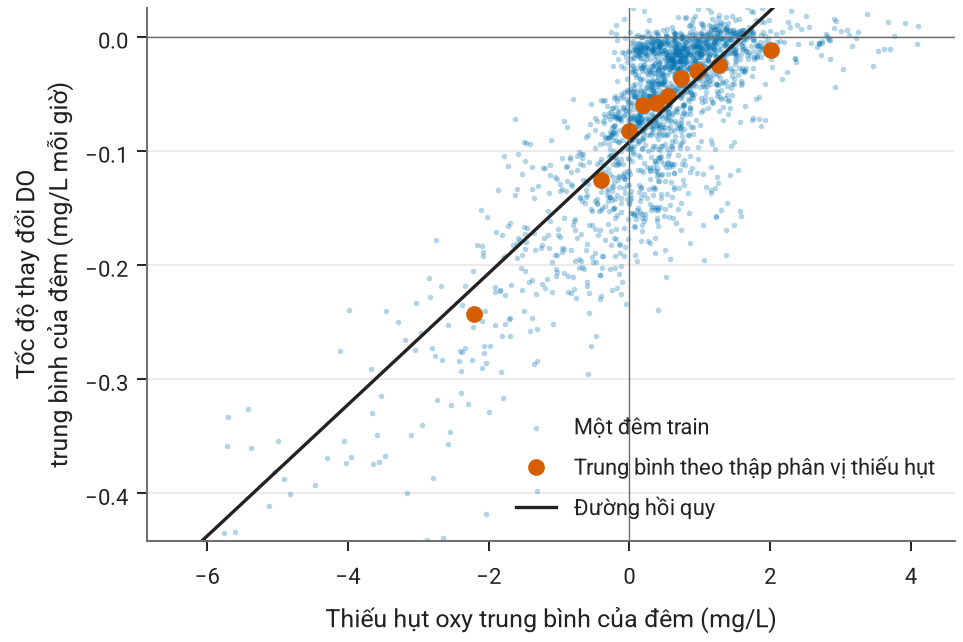 Tốc độ thay đổi DO
trung bình của đêm (mg/L mỗi giờ)
0.0
−0.1
−0.2
−0.3
−0.4
Một đêm train
Trung bình theo thập phân vị thiếu hụt
Đường hồi quy
−6
−4
−2
0
2
4
Thiếu hụt oxy trung bình của đêm (mg/L)